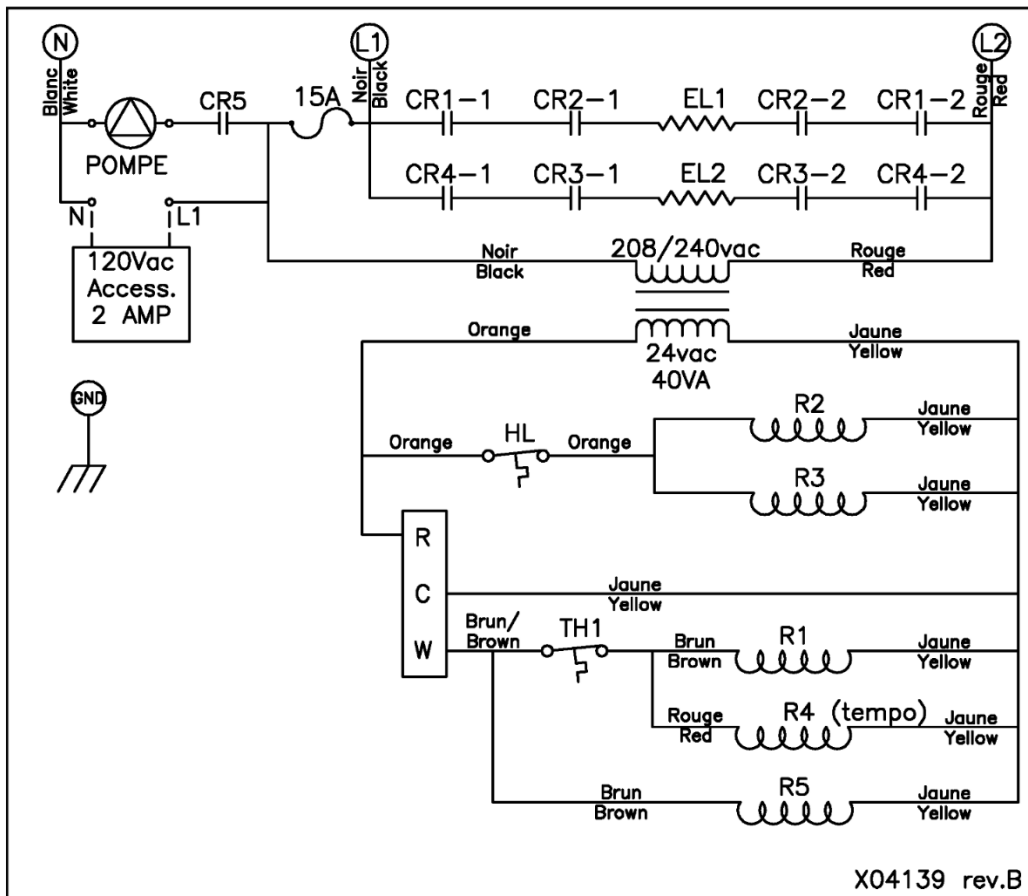 N
L1
L2
Blanc
White
Noir
Black
Rouge
Red
POMPE
CR5
15A
CR1-1
CR2-1
EL1
CR2-2
CR1-2
CR4-1
CR3-1
EL2
CR3-2
CR4-2
N
L1
120Vac
Access.
2 AMP
Noir
Black
208/240vac
Rouge
Red
Orange
24vac
40VA
Jaune
Yellow
GND
Orange
HL
Orange
R2
Jaune
Yellow
R3
Jaune
Yellow
R
C
W
Jaune
Yellow
Brun/
Brown
TH1
Brun
Brown
R1
Jaune
Yellow
Rouge
Red
R4 (tempo)
Jaune
Yellow
Brun
Brown
R5
Jaune
Yellow
X04139 rev.B